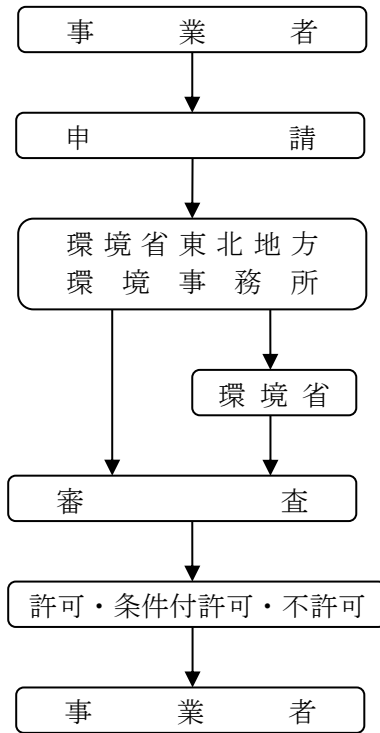 事業者
申請
環境省東北地方
環境事務所
環境省
審査
許可・条件付許可・不許可
事業者